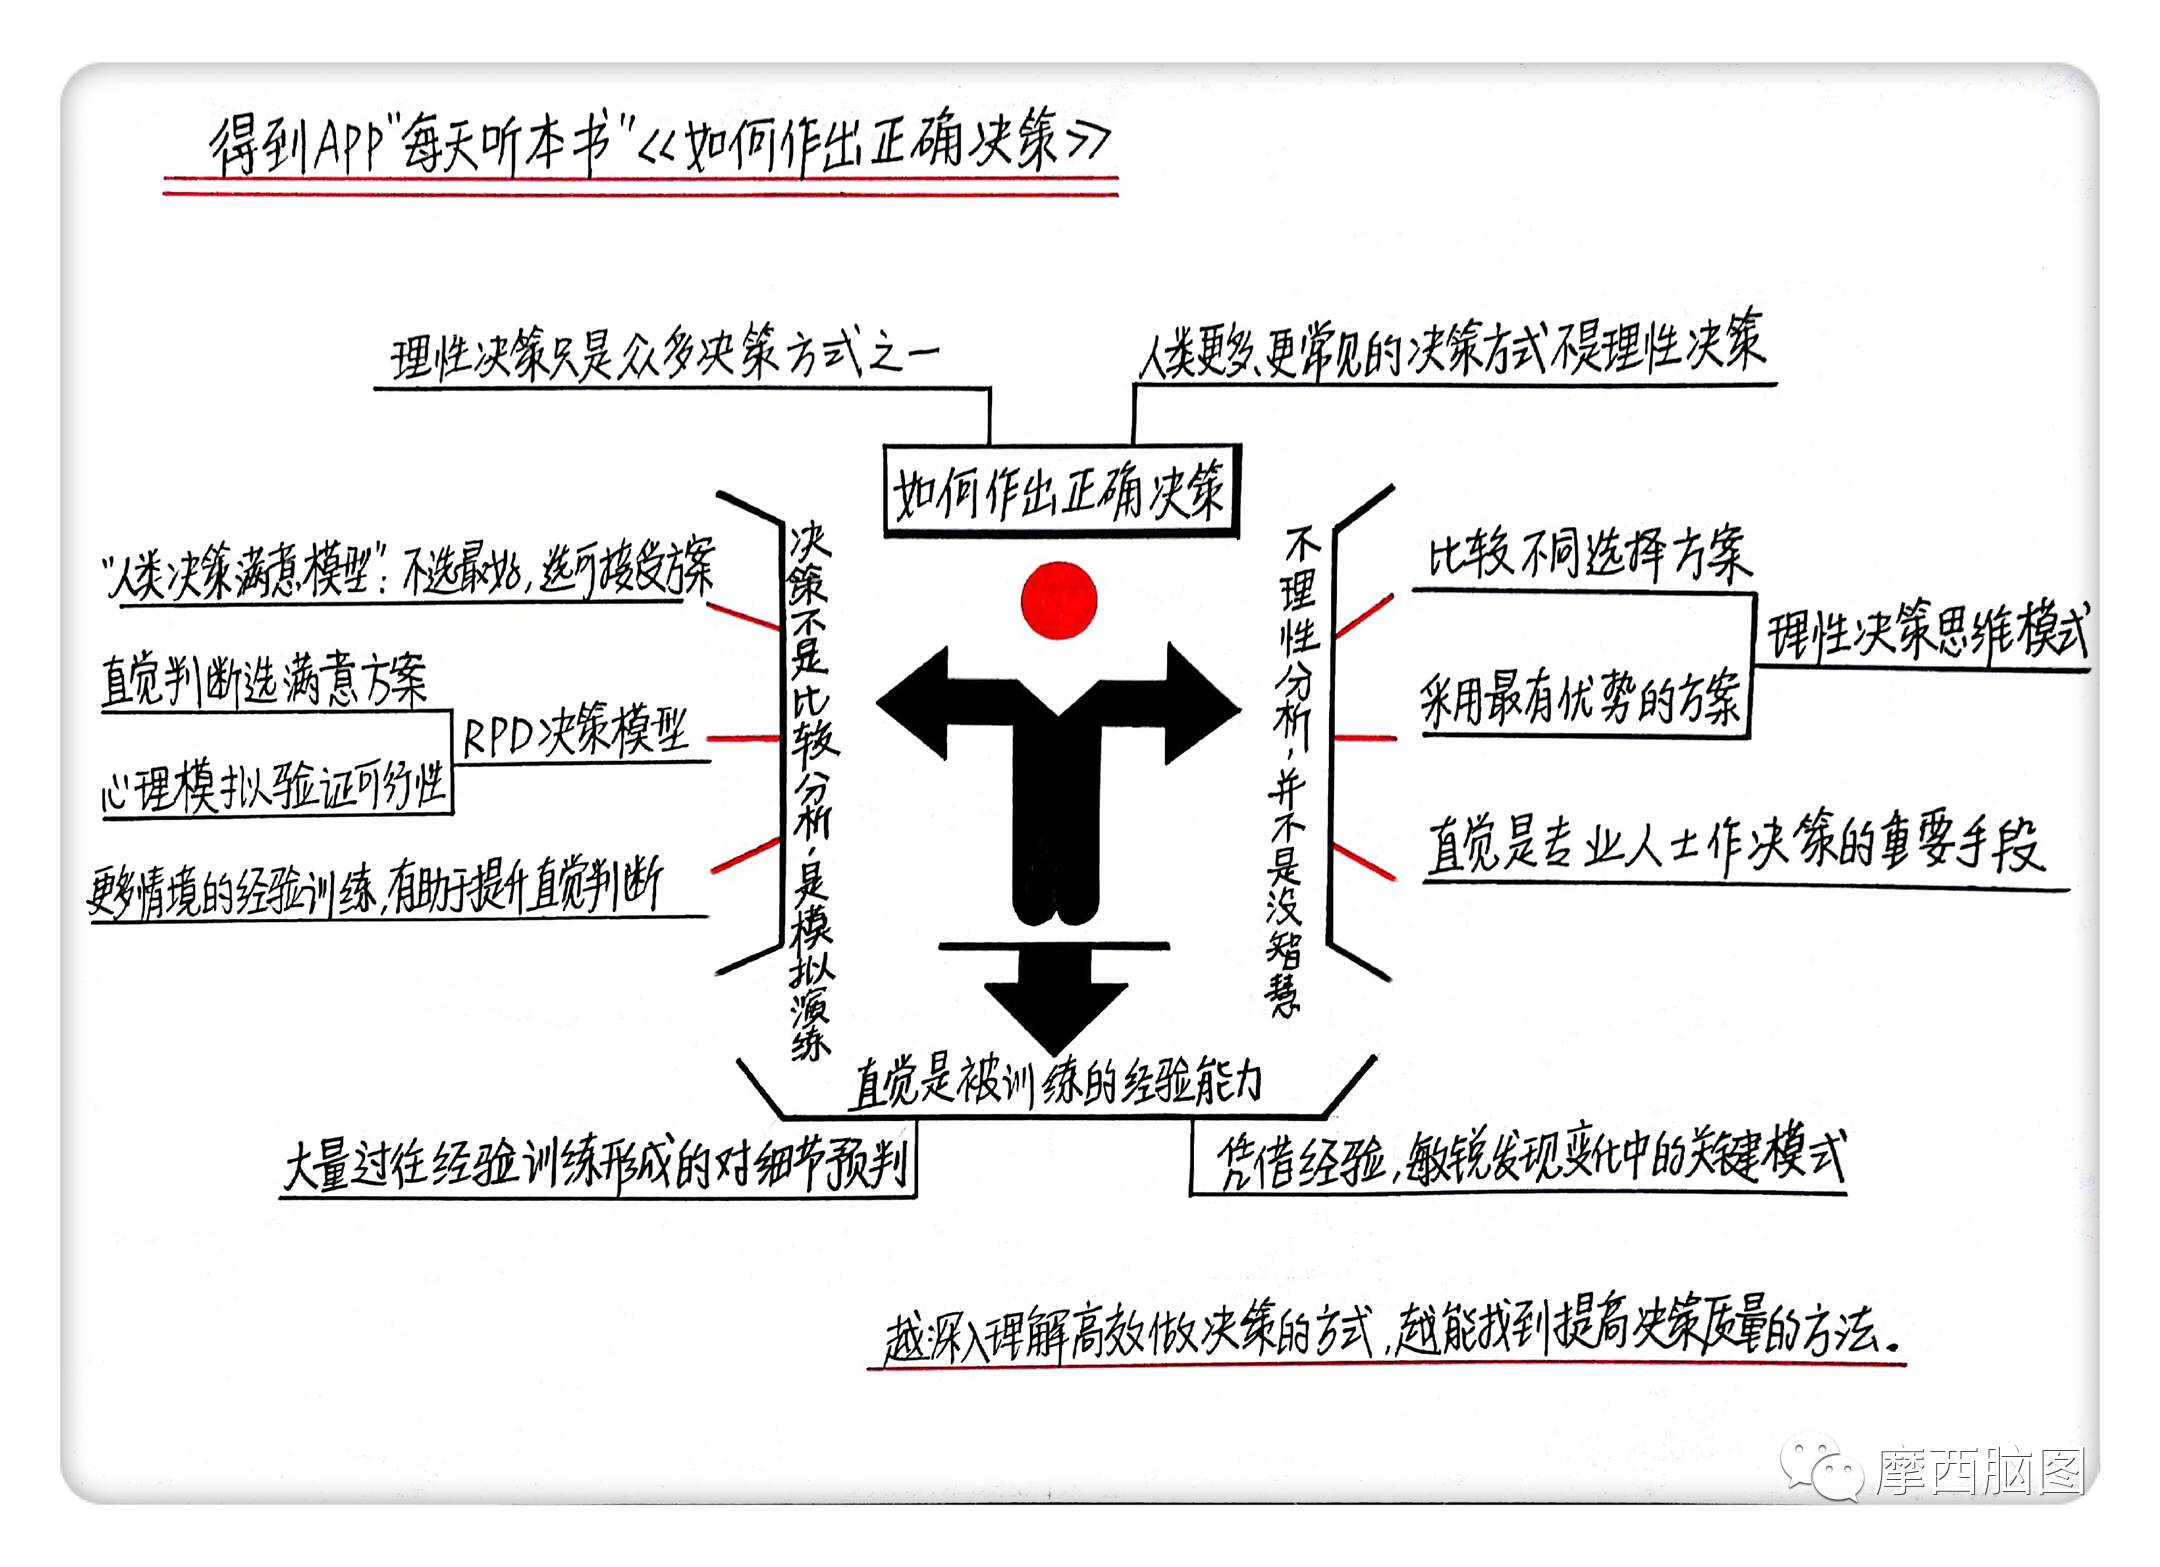 得到APP"每天听本书"<<如何作出正确决策>>
理性决策只是众多决策方式之一
人类更多、更常见的决策方式不是理性决策
如何作出正确决策
决策不是比较分析，是模拟演练
"人类决策满意模型"：不选最好，选可接受方案
直觉判断选满意方案
心理模拟验证可行性
RPD决策模型
更多情境的经验训练，有助于提升直觉判断
不理性分析，并不是没智慧
比较不同选择方案
采用最有优势的方案
理性决策思维模式
直觉是专业人士作决策的重要手段
直觉是被训练的经验能力
大量过往经验训练形成的对细节预判
凭借经验，敏锐发现变化中的关键模式
越深入理解高效做决策的方式，越能找到提高决策质量的方法.
摩西脑图